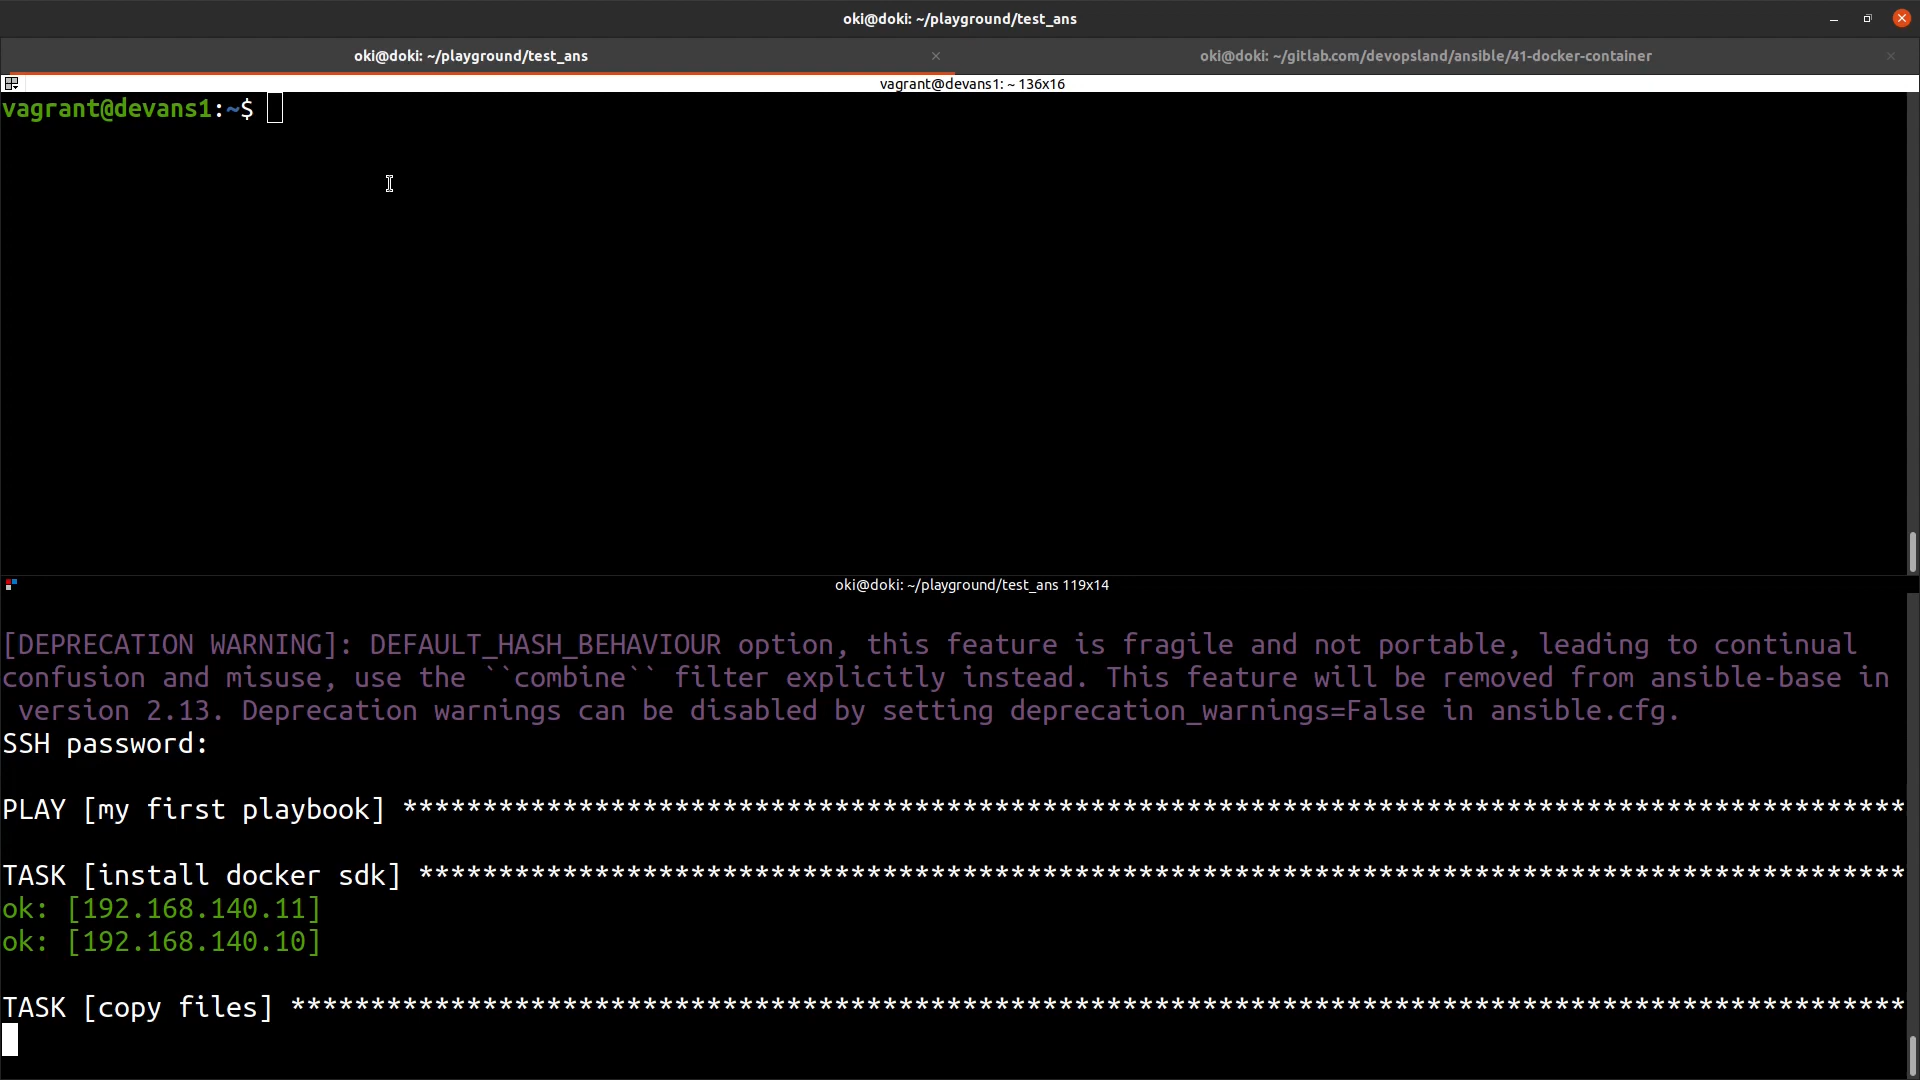 oki@doki: ~/playground/test_ans
oki@doki: ~/playground/test_ans
oki@doki: ~/gitlab.com/devopsland/ansible/41-docker-container
vagrant@devans1: ~ 136x16
vagrant@devans1:~$
oki@doki: ~/playground/test_ans 119x14
[DEPRECATION WARNING]: DEFAULT_HASH_BEHAVIOUR option, this feature is fragile and not portable, leading to continual
confusion and misuse, use the ``combine`` filter explicitly instead. This feature will be removed from ansible-base in
version 2.13. Deprecation warnings can be disabled by setting deprecation_warnings=False in ansible.cfg.
SSH password:
PLAY [my first playbook] **********************************************************************************************
TASK [install docker sdk] *********************************************************************************************
ok: [192.168.140.11]
ok: [192.168.140.10]
TASK [copy files] *****************************************************************************************************